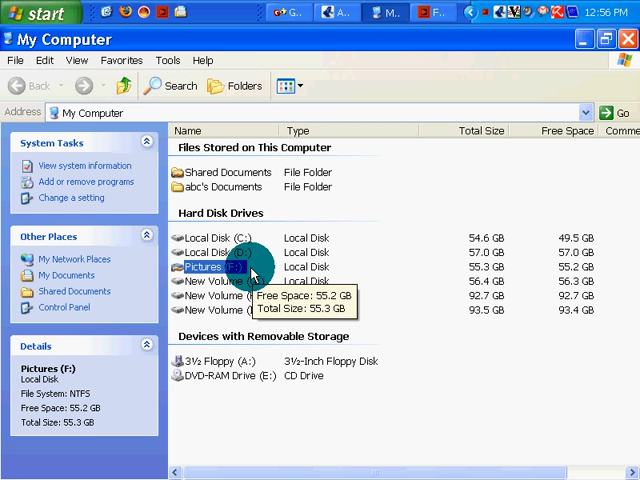 start G.. A... M... F... 12:56 PM
My Computer
File Edit View Favorites Tools Help
Back Search Folders
Address My Computer Go
System Tasks
View system information
Add or remove programs
Change a setting
Other Places
My Network Places
My Documents
Shared Documents
Control Panel
Details
Pictures (F:)
Local Disk
File System: NTFS
Free Space: 55.2 GB
Total Size: 55.3 GB
Name Type Total Size Free Space Comme
Files Stored on This Computer
Shared Documents File Folder
abc's Documents File Folder
Hard Disk Drives
Local Disk (C:) Local Disk 54.6 GB 49.5 GB
Local Disk (D:) Local Disk 57.0 GB 57.0 GB
Pictures (F:) Local Disk 55.3 GB 55.2 GB
New Volume Local Disk 56.4 GB 56.3 GB
New Volume 92.7 GB 92.7 GB
New Volume 93.5 GB 93.4 GB
Free Space: 55.2 GB
Total Size: 55.3 GB
Devices with Removable Storage
3½ Floppy (A:) 3½-Inch Floppy Disk
DVD-RAM Drive (E:) CD Drive